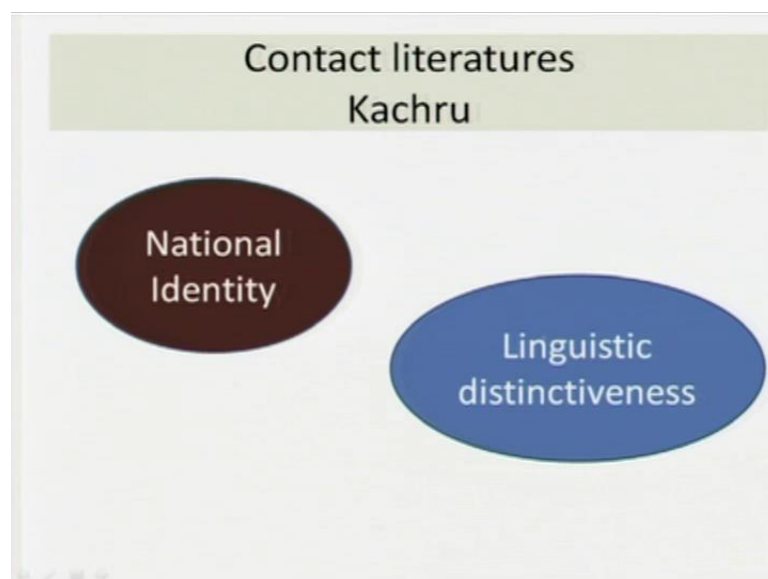 Contact literatures
Kachru
National
Identity
Linguistic
distinctiveness